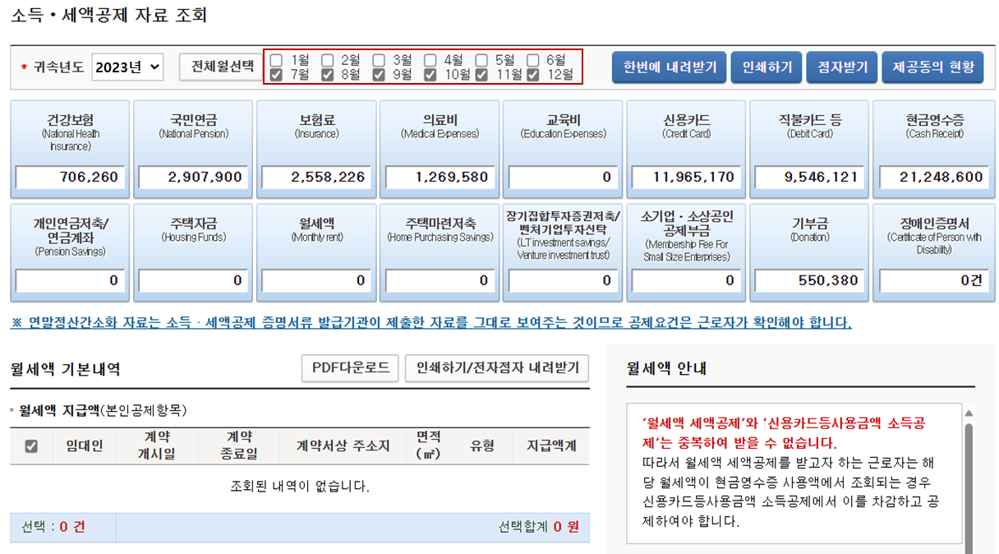 소득 • 세액공제 자료 조회
* 귀속년도 2023년 전체월선택 1월 2월 3월 4월 5월 6월
7월 8월 9월 10월 11월 12월
한번에 내려받기 인쇄하기 점자받기 제공동의 현황
건강보험
(National Health
Insurance)
706,260
국민연금
(National Pension)
2,907,900
보험료
(Insurance)
2,558,226
의료비
(Medical Expenses)
1,269,580
교육비
(Education Expenses)
0
신용카드
(Credit Card)
11,965,170
직불카드 등
(Debit Card)
9,546,121
현금영수증
(Cash Receipt)
21,248,600
개인연금저축/
연금계좌
(Pension Savings)
0
주택자금
(Housing Funds)
0
월세액
(Monthly rent)
0
주택마련저축
(Home Purchasing Savings)
0
장기집합투자증권저축/
벤처기업투자신탁
(LT investment savings/
Venture investment trust)
0
소기업 · 소상공인
공제부금
(Membership Fee For
Small Size Enterprises)
0
기부금
(Donation)
550,380
장애인증명서
(Certificate of Person with
Disability)
0건
※ 연말정산간소화 자료는 소득 · 세액공제 증명서류 발급기관이 제출한 자료를 그대로 보여주는 것이므로 공제요건은 근로자가 확인해야 합니다.
월세액 기본내역 PDF다운로드 인쇄하기/전자점자 내려받기
월세액 지급액(본인공제항목)
임대인 계약
개시일 계약
종료일 계약서상 주소지 면적
(㎡) 유형 지급액계
조회된 내역이 없습니다.
선택 : 0 건 선택합계 0 원
월세액 안내
‘월세액 세액공제’와 ‘신용카드등사용금액 소득공
제’는 중복하여 받을 수 없습니다.
따라서 월세액 세액공제를 받고자 하는 근로자는 해
당 월세액이 현금영수증 사용액에서 조회되는 경우
신용카드등사용금액 소득공제에서 이를 차감하고 공
제하여야 합니다.